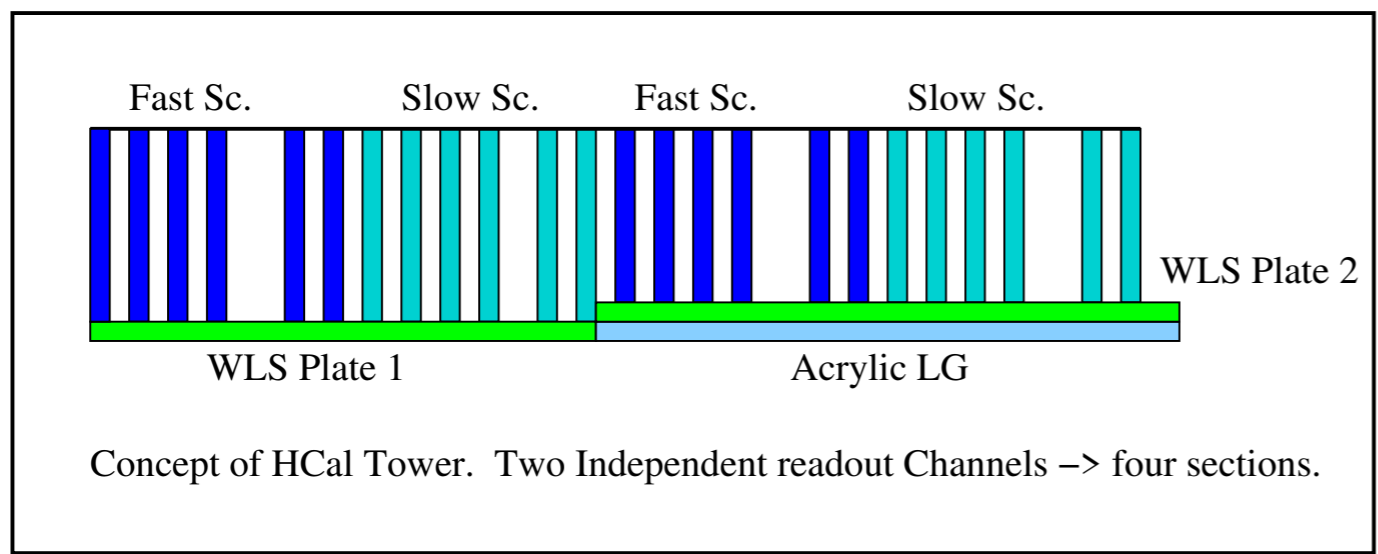 Fast Sc. Slow Sc. Fast Sc. Slow Sc.
WLS Plate 2
WLS Plate 1 Acrylic LG
Concept of HCal Tower. Two Independent readout Channels −> four sections.